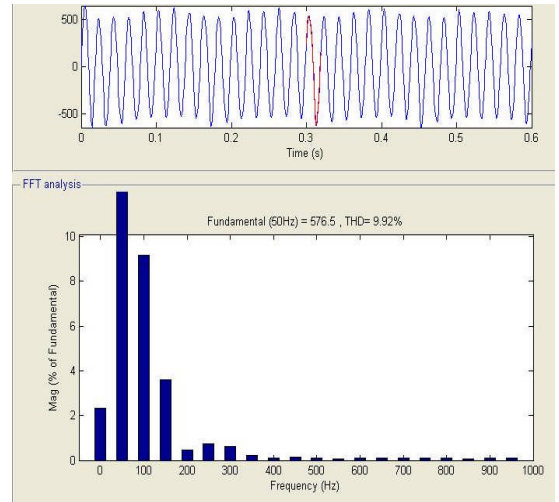 500
0
-500
0 0.1 0.2 0.3 0.4 0.5 0.6
Time (s)
FFT analysis
Fundamental (50Hz) = 576.5 , THD= 9.92%
10
8
6
4
2
0
Mag (% of Fundamental)
0 100 200 300 400 500 600 700 800 900 1000
Frequency (Hz)